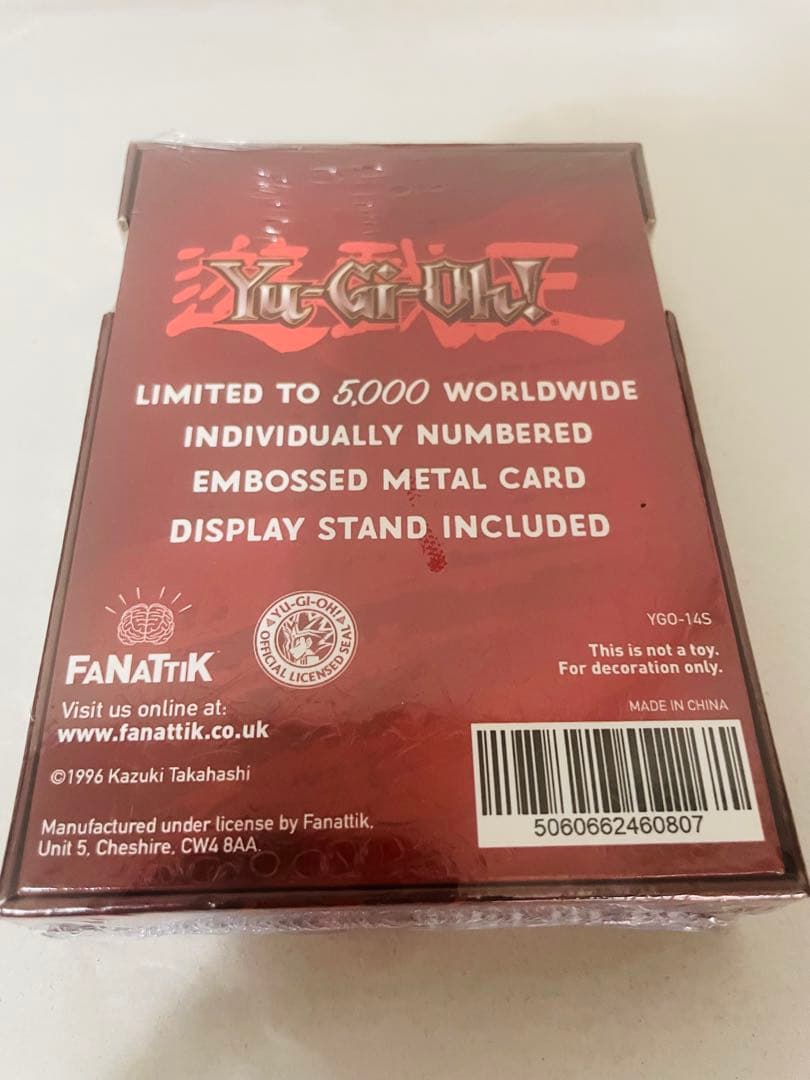 遊戯王
Yu-Gi-Oh!
®
LIMITED TO 5,000 WORLDWIDE
INDIVIDUALLY NUMBERED
EMBOSSED METAL CARD
DISPLAY STAND INCLUDED
FANATTIK
YU-GI-OH!
OFFICIAL LICENSED SEAL
Visit us online at:
www.fanattik.co.uk
©1996 Kazuki Takahashi
Manufactured under license by Fanattik,
Unit 5, Cheshire, CW4 8AA.
YGO-14S
This is not a toy.
For decoration only.
MADE IN CHINA
5060662460807